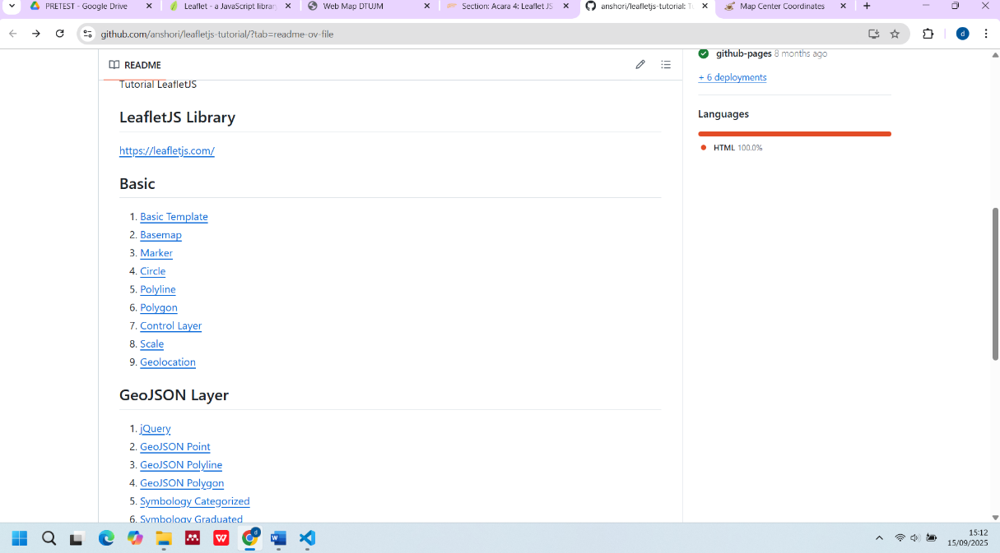 PRETEST - Google Drive
Leaflet - a JavaScript library
Web Map DTUM
Section: Acara 4: Leaflet JS
anshori/leafletjs-tutorial: Tu
Map Center Coordinates
github.com/anshori/leafletjs-tutorial/?tab=readme-ov-file
d
README
Tutorial LeafletJS
LeafletJS Library
https://leafletjs.com/
Basic
1. Basic Template
2. Basemap
3. Marker
4. Circle
5. Polyline
6. Polygon
7. Control Layer
8. Scale
9. Geolocation
GeoJSON Layer
1. jQuery
2. GeoJSON Point
3. GeoJSON Polyline
4. GeoJSON Polygon
5. Symbology Categorized
6. Symbology Graduated
github-pages 8 months ago
+ 6 deployments
Languages
HTML 100.0%
15:12
15/09/2025